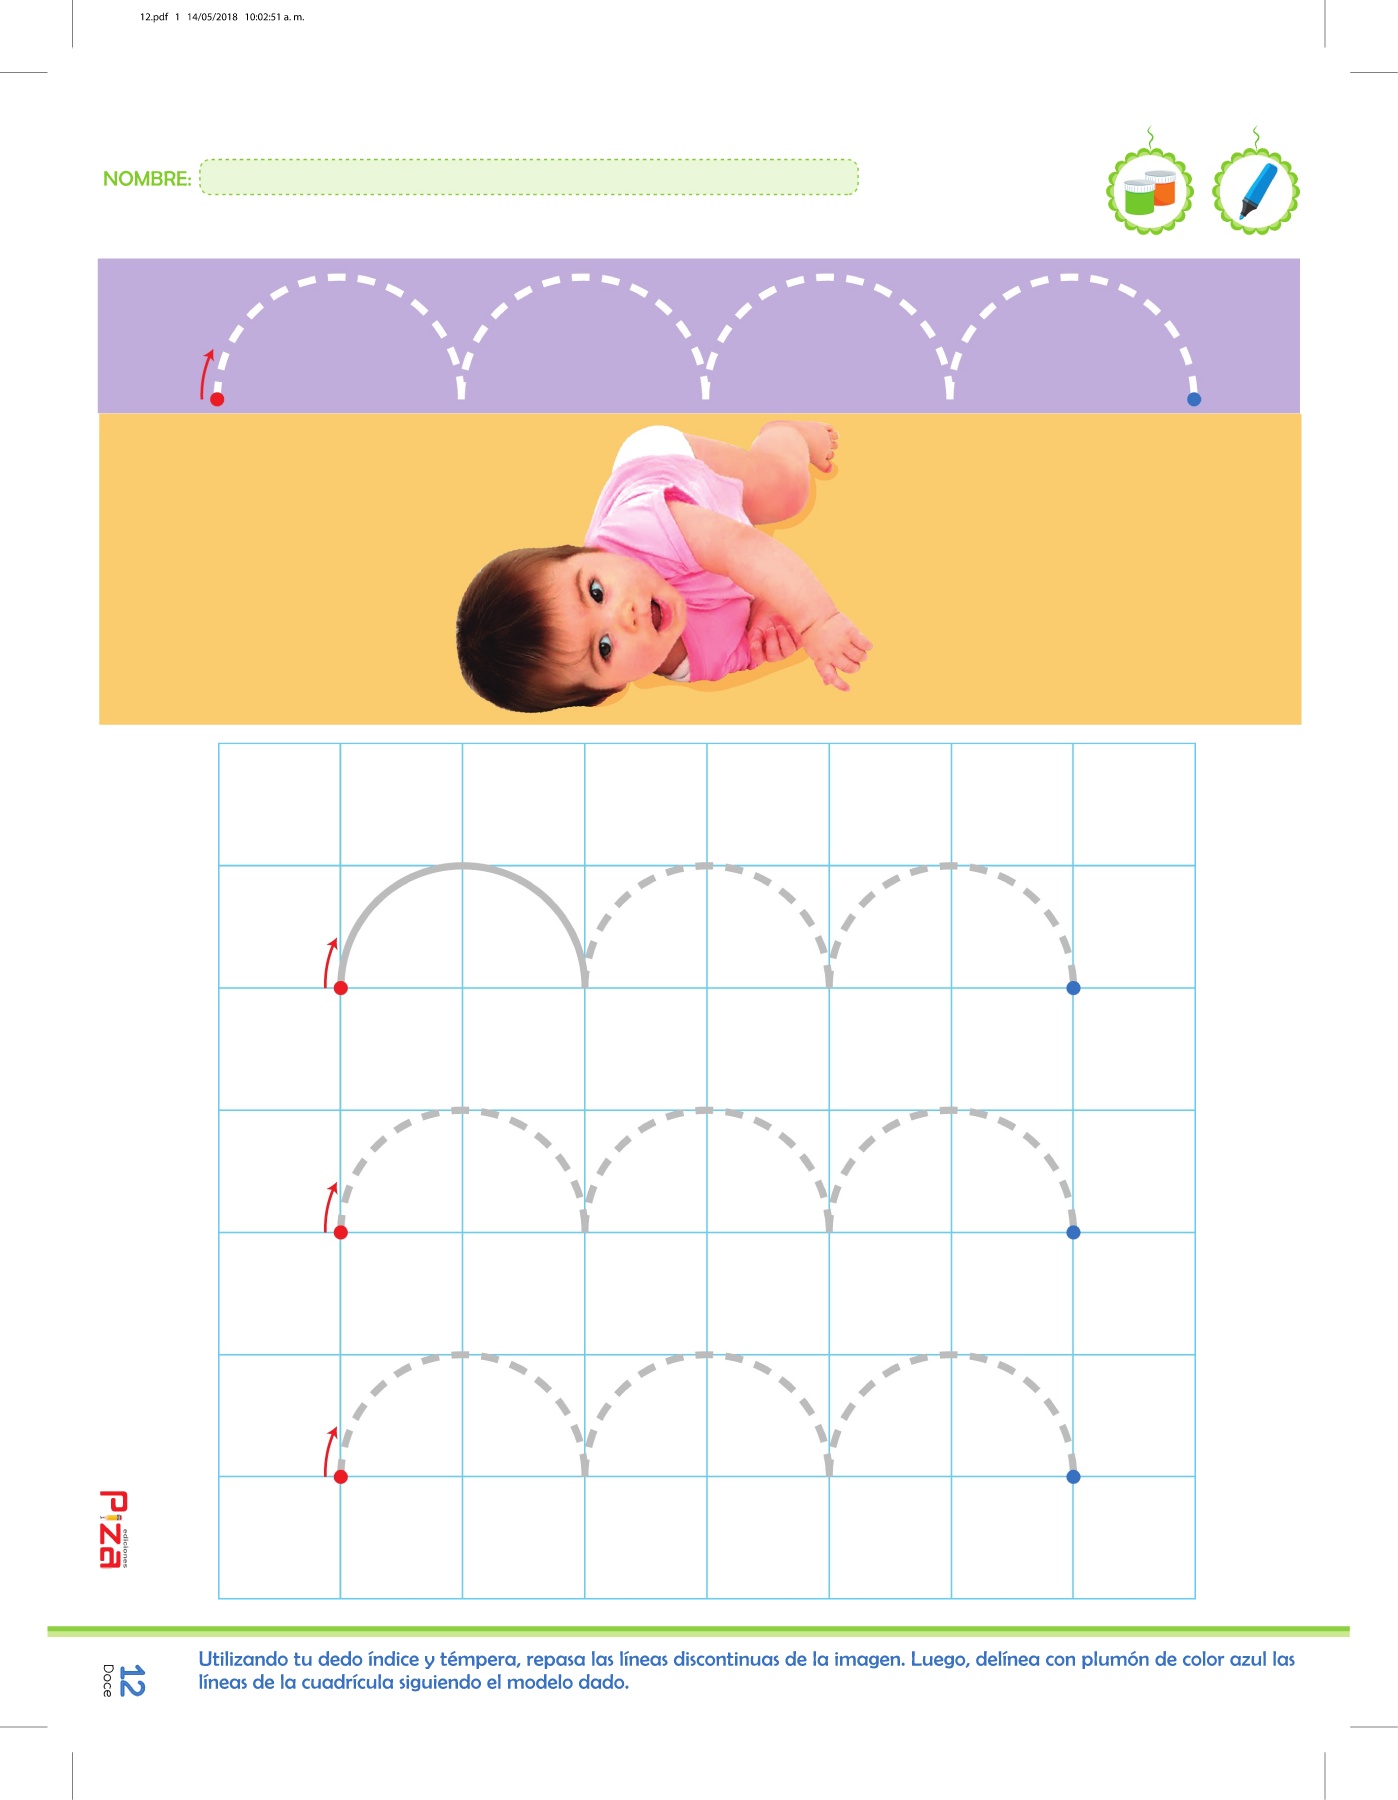 12.pdf 1 14/05/2018 10:02:51 a. m.
NOMBRE:
Piza
ediciones
12
Doce
Utilizando tu dedo índice y témpera, repasa las líneas discontinuas de la imagen. Luego, delínea con plumón de color azul las
líneas de la cuadrícula siguiendo el modelo dado.